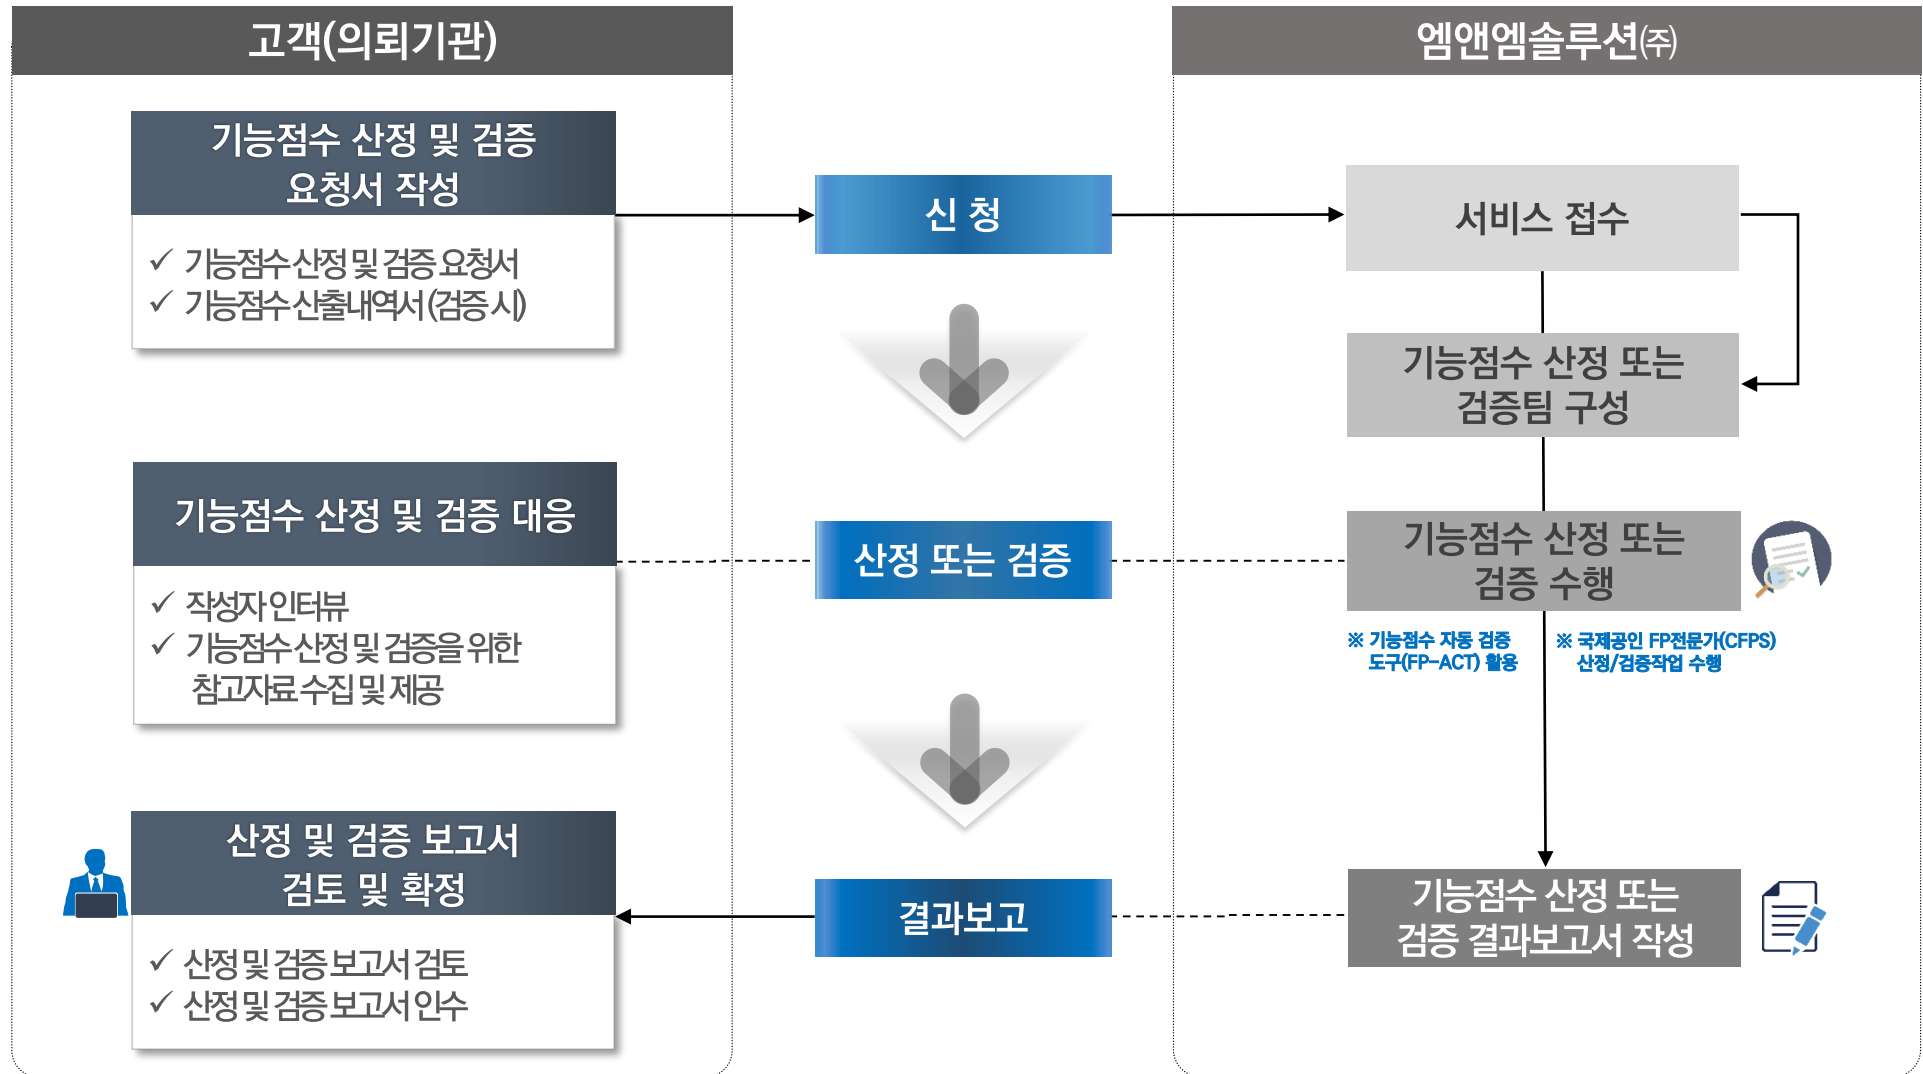 고객(의뢰기관)
기능점수 산정 및 검증
요청서 작성
✓ 기능점수 산정 및 검증 요청서
✓ 기능점수 산출내역서 (검증 시)
기능점수 산정 및 검증 대응
✓ 작성자 인터뷰
✓ 기능점수 산정 및 검증을 위한
참고자료 수집 및 제공
산정 및 검증 보고서
검토 및 확정
✓ 산정 및 검증 보고서 검토
✓ 산정 및 검증 보고서 인수
신 청
산정 또는 검증
결과보고
엠앤엠솔루션㈜
서비스 접수
기능점수 산정 또는
검증팀 구성
기능점수 산정 또는
검증 수행
※ 기능점수 자동 검증
도구(FP-ACT) 활용
※ 국제공인 FP전문가(CFPS)
산정/검증작업 수행
기능점수 산정 또는
검증 결과보고서 작성